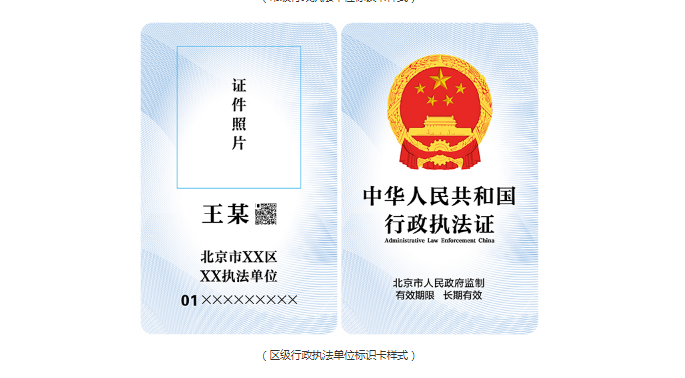 证件照片
王某
北京市XX区
XX执法单位
01×××××××××
中华人民共和国
行政执法证
Administrative Law Enforcement China
北京市人民政府监制
有效期限 长期有效
（区级行政执法单位标识卡样式）